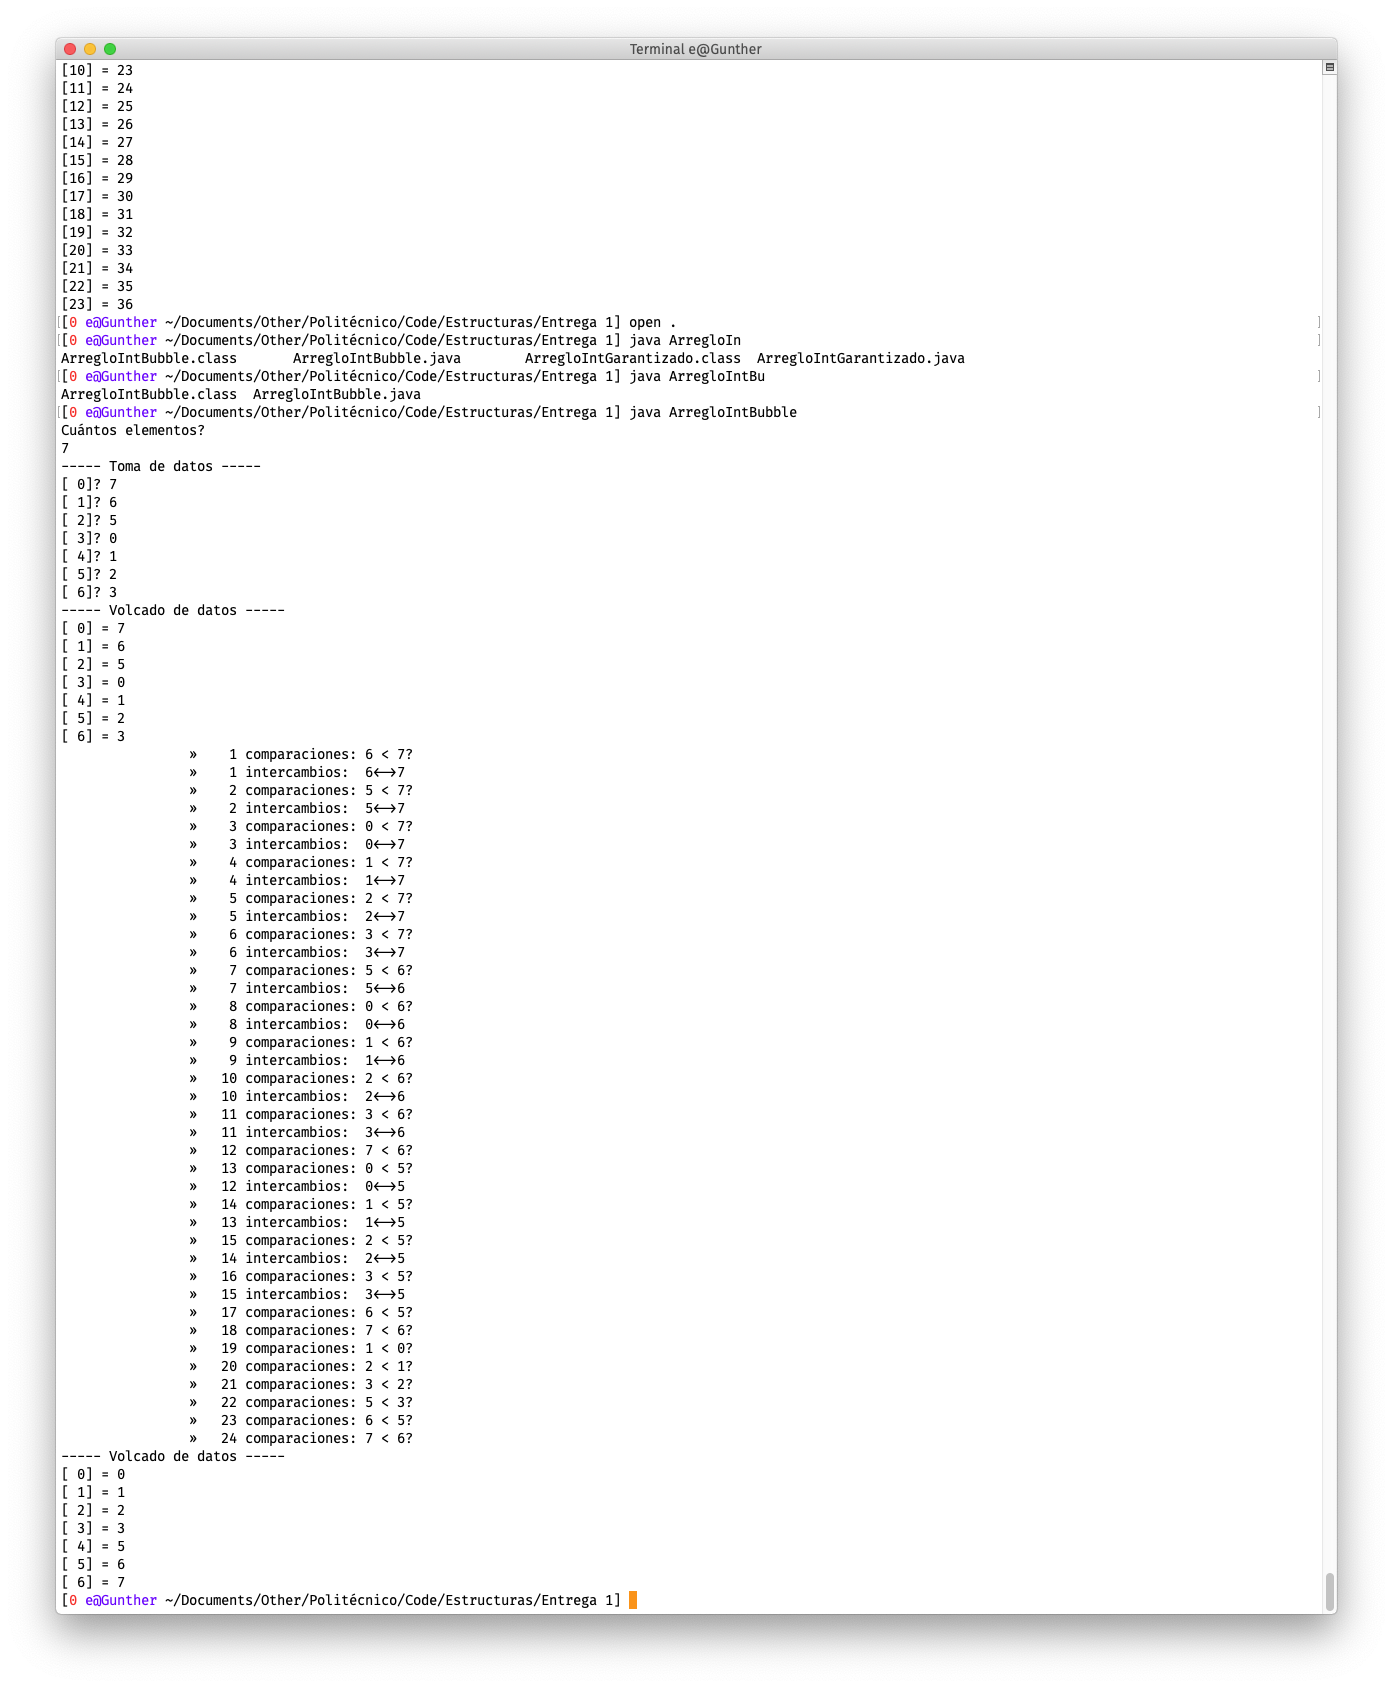 Terminal e@Gunther
[10] = 23
[11] = 24
[12] = 25
[13] = 26
[14] = 27
[15] = 28
[16] = 29
[17] = 30
[18] = 31
[19] = 32
[20] = 33
[21] = 34
[22] = 35
[23] = 36
[[0 e@Gunther ~/Documents/Other/Politécnico/Code/Estructuras/Entrega 1] open . ]
[[0 e@Gunther ~/Documents/Other/Politécnico/Code/Estructuras/Entrega 1] java ArregloIn ]
ArregloIntBubble.class       ArregloIntBubble.java        ArregloIntGarantizado.class  ArregloIntGarantizado.java
[[0 e@Gunther ~/Documents/Other/Politécnico/Code/Estructuras/Entrega 1] java ArregloIntBu ]
ArregloIntBubble.class  ArregloIntBubble.java
[[0 e@Gunther ~/Documents/Other/Politécnico/Code/Estructuras/Entrega 1] java ArregloIntBubble ]
Cuántos elementos?
7
----- Toma de datos -----
[ 0]? 7
[ 1]? 6
[ 2]? 5
[ 3]? 0
[ 4]? 1
[ 5]? 2
[ 6]? 3
----- Volcado de datos -----
[ 0] = 7
[ 1] = 6
[ 2] = 5
[ 3] = 0
[ 4] = 1
[ 5] = 2
[ 6] = 3
»    1 comparaciones: 6 < 7?
»    1 intercambios:  6<->7
»    2 comparaciones: 5 < 7?
»    2 intercambios:  5<->7
»    3 comparaciones: 0 < 7?
»    3 intercambios:  0<->7
»    4 comparaciones: 1 < 7?
»    4 intercambios:  1<->7
»    5 comparaciones: 2 < 7?
»    5 intercambios:  2<->7
»    6 comparaciones: 3 < 7?
»    6 intercambios:  3<->7
»    7 comparaciones: 5 < 6?
»    7 intercambios:  5<->6
»    8 comparaciones: 0 < 6?
»    8 intercambios:  0<->6
»    9 comparaciones: 1 < 6?
»    9 intercambios:  1<->6
»   10 comparaciones: 2 < 6?
»   10 intercambios:  2<->6
»   11 comparaciones: 3 < 6?
»   11 intercambios:  3<->6
»   12 comparaciones: 7 < 6?
»   13 comparaciones: 0 < 5?
»   12 intercambios:  0<->5
»   14 comparaciones: 1 < 5?
»   13 intercambios:  1<->5
»   15 comparaciones: 2 < 5?
»   14 intercambios:  2<->5
»   16 comparaciones: 3 < 5?
»   15 intercambios:  3<->5
»   17 comparaciones: 6 < 5?
»   18 comparaciones: 7 < 6?
»   19 comparaciones: 1 < 0?
»   20 comparaciones: 2 < 1?
»   21 comparaciones: 3 < 2?
»   22 comparaciones: 5 < 3?
»   23 comparaciones: 6 < 5?
»   24 comparaciones: 7 < 6?
----- Volcado de datos -----
[ 0] = 0
[ 1] = 1
[ 2] = 2
[ 3] = 3
[ 4] = 5
[ 5] = 6
[ 6] = 7
[0 e@Gunther ~/Documents/Other/Politécnico/Code/Estructuras/Entrega 1]